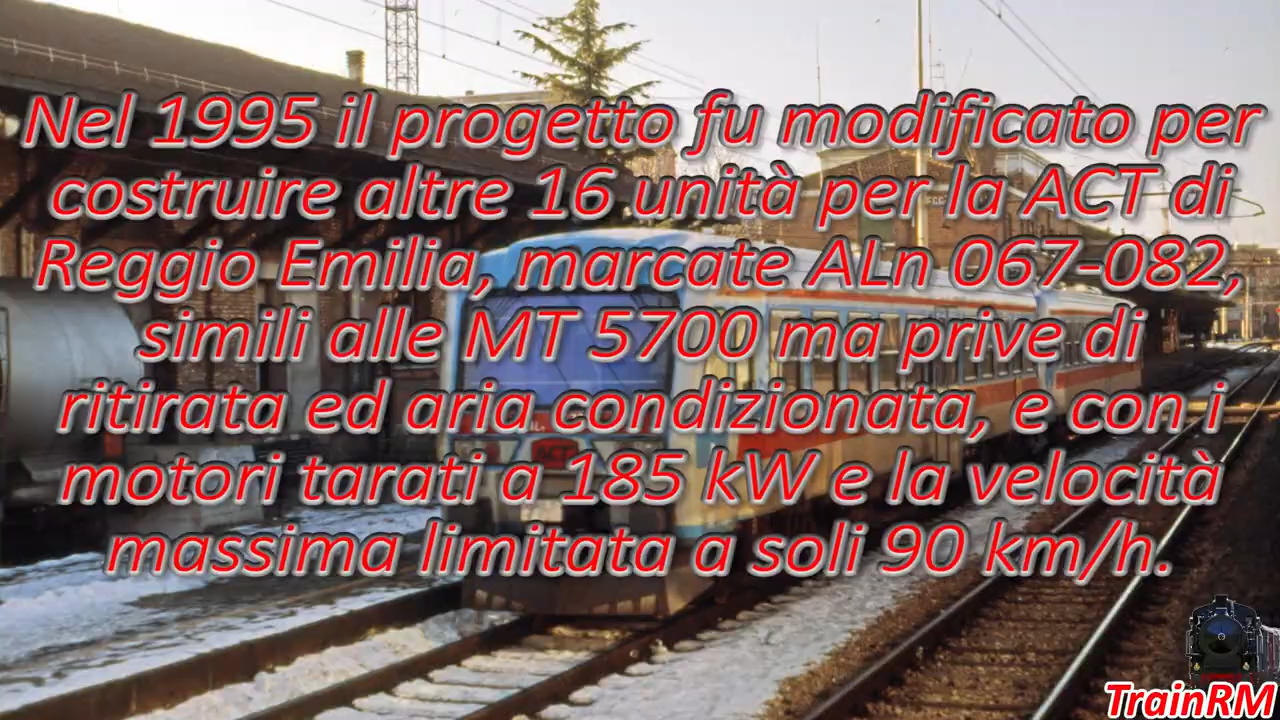 Nel 1995 il progetto fu modificato per
costruire altre 16 unità per la ACT di
Reggio Emilia, marcate ALn 067-082,
simili alle MT 5700 ma prive di
ritirata ed aria condizionata, e con i
motori tarati a 185 kW e la velocità
massima limitata a soli 90 km/h.
TrainRM